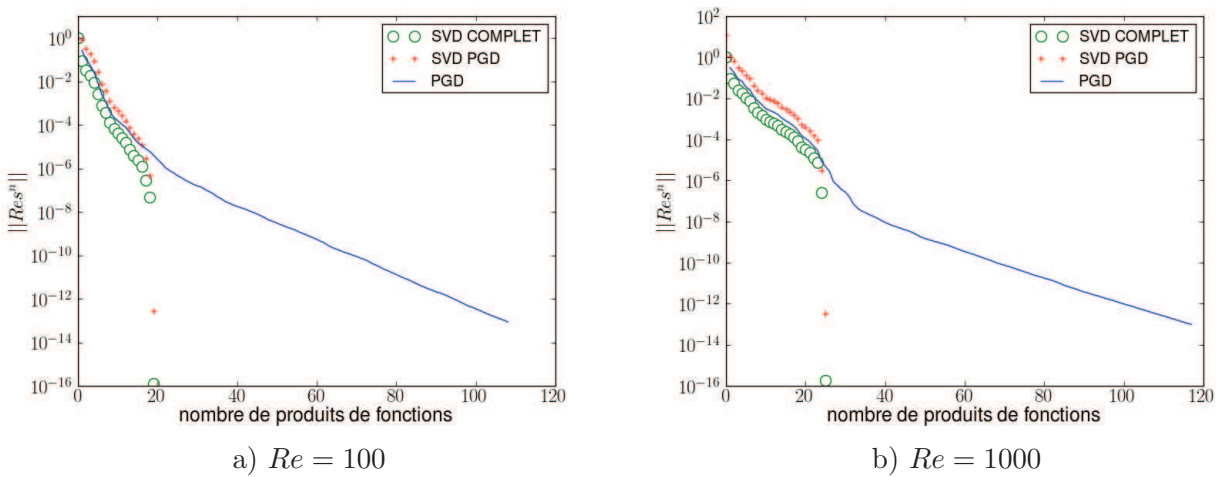 10^0
10^-2
10^-4
10^-6
10^-8
10^-10
10^-12
10^-14
10^-16
||Res^n||
SVD COMPLET
SVD PGD
PGD
0 20 40 60 80 100 120
nombre de produits de fonctions
a) Re = 100
10^2
10^0
10^-2
10^-4
10^-6
10^-8
10^-10
10^-12
10^-14
10^-16
||Res^n||
SVD COMPLET
SVD PGD
PGD
0 20 40 60 80 100 120
nombre de produits de fonctions
b) Re = 1000